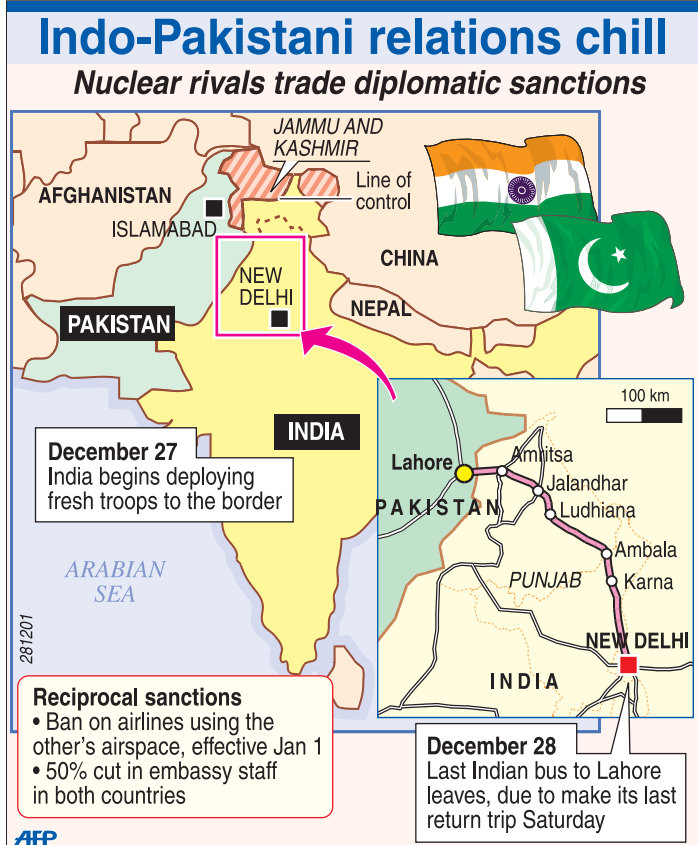 Indo-Pakistani relations chill
Nuclear rivals trade diplomatic sanctions
JAMMU AND
KASHMIR
AFGHANISTAN
Line of
control
ISLAMABAD
CHINA
NEW
DELHI
NEPAL
PAKISTAN
INDIA
December 27
India begins deploying
fresh troops to the border
ARABIAN
SEA
281201
100 km
Lahore
Amritsa
Jalandhar
PAKISTAN
Ludhiana
Ambala
PUNJAB
Karna
NEW DELHI
INDIA
Reciprocal sanctions
• Ban on airlines using the
other's airspace, effective Jan 1
• 50% cut in embassy staff
in both countries
December 28
Last Indian bus to Lahore
leaves, due to make its last
return trip Saturday
AFP